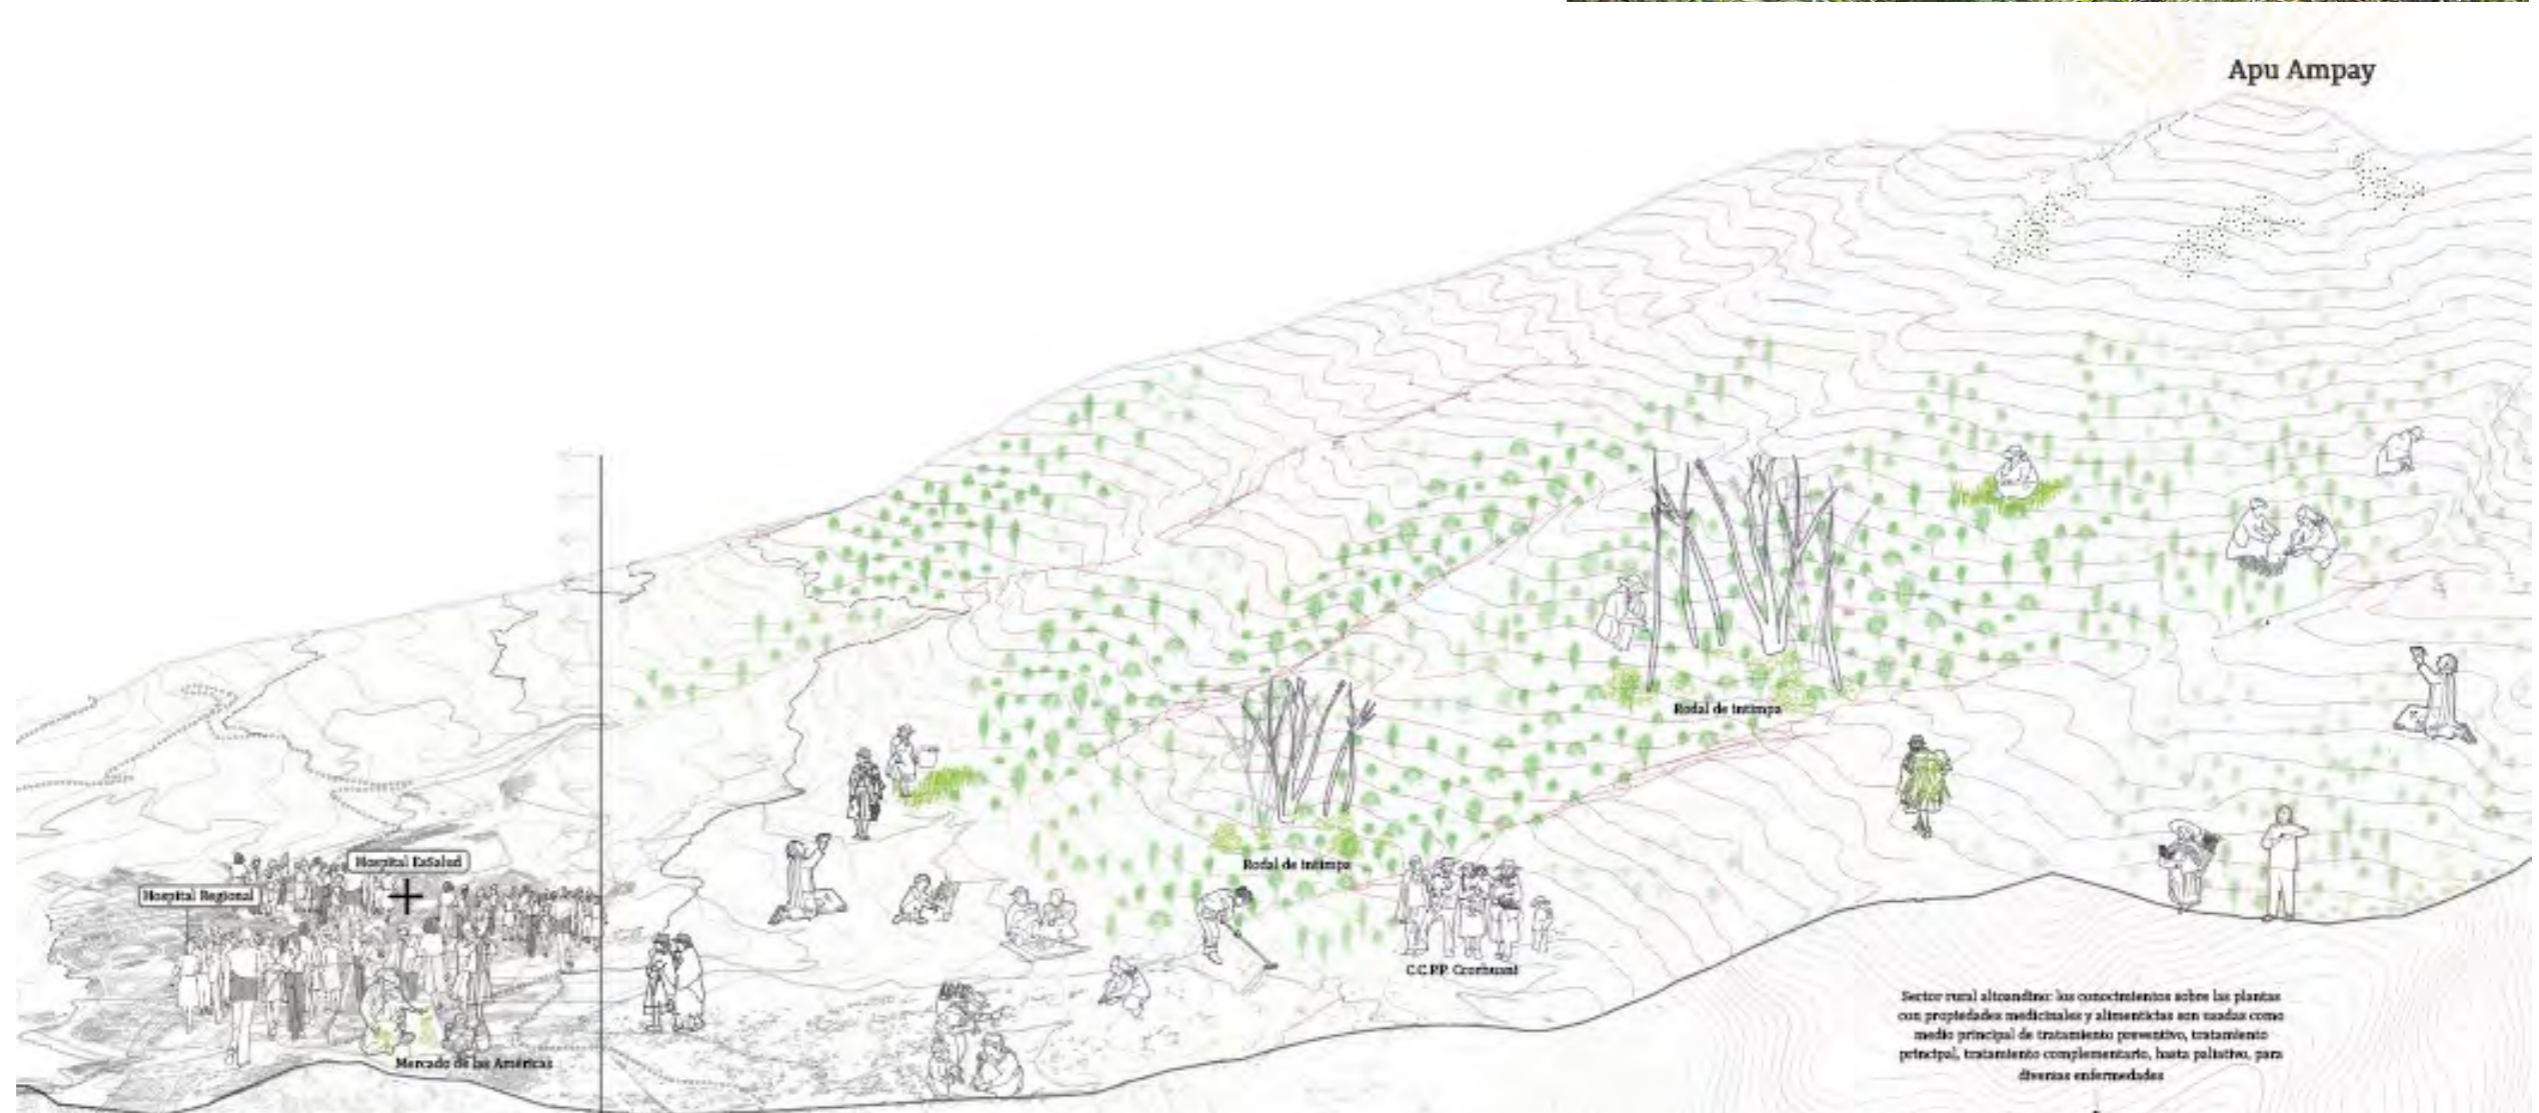 Apu Ampay
Rodal de intimpa
Rodal de intimpa
Hospital EsSalud
Hospital Regional
C.C.P.P. Ccorhuaní
Mercado de las Américas
Sector rural altoandino: los conocimientos sobre las plantas
con propiedades medicinales y alimenticias son usadas como
medio principal de tratamiento preventivo, tratamiento
principal, tratamiento complementario, hasta paliativo, para
diversas enfermedades